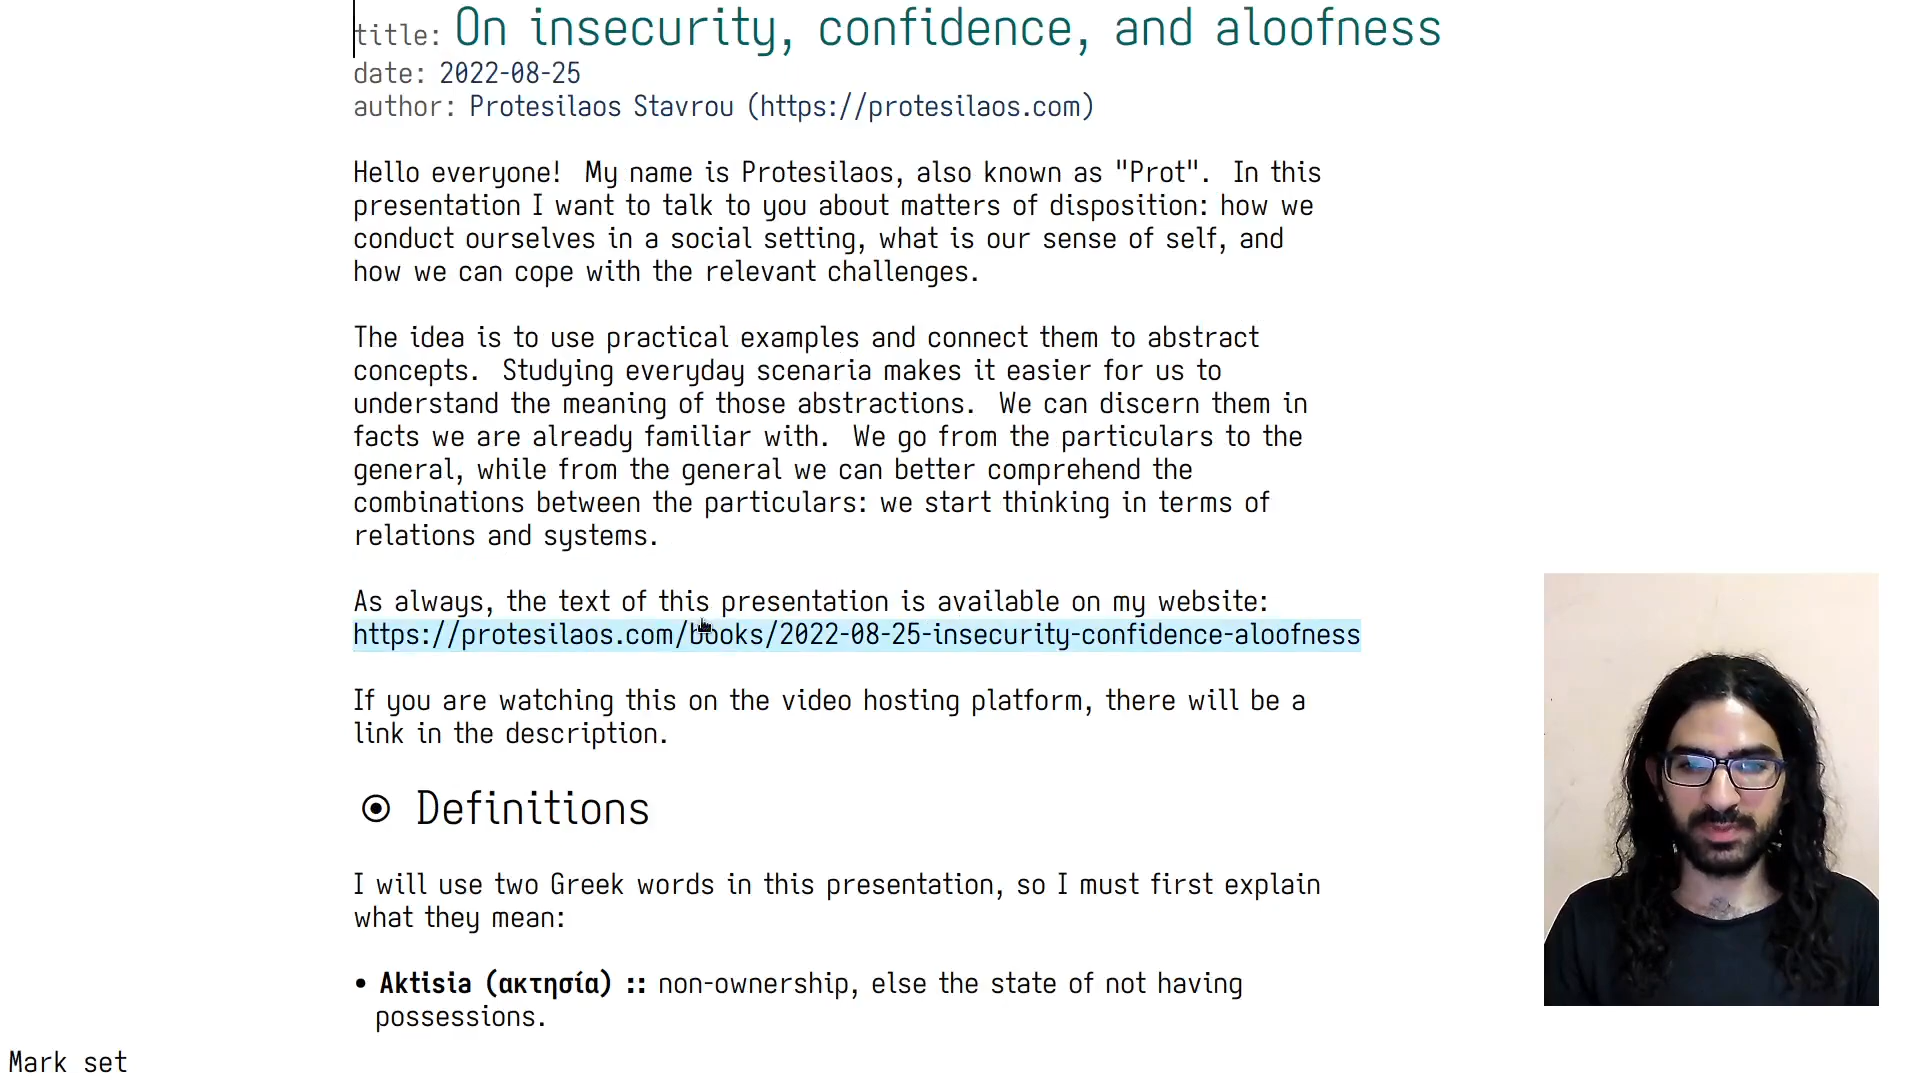 title: On insecurity, confidence, and aloofness
date: 2022-08-25
author: Protesilaos Stavrou (https://protesilaos.com)
Hello everyone!  My name is Protesilaos, also known as "Prot".  In this
presentation I want to talk to you about matters of disposition: how we
conduct ourselves in a social setting, what is our sense of self, and
how we can cope with the relevant challenges.
The idea is to use practical examples and connect them to abstract
concepts.  Studying everyday scenaria makes it easier for us to
understand the meaning of those abstractions.  We can discern them in
facts we are already familiar with.  We go from the particulars to the
general, while from the general we can better comprehend the
combinations between the particulars: we start thinking in terms of
relations and systems.
As always, the text of this presentation is available on my website:
https://protesilaos.com/books/2022-08-25-insecurity-confidence-aloofness
If you are watching this on the video hosting platform, there will be a
link in the description.
⦿ Definitions
I will use two Greek words in this presentation, so I must first explain
what they mean:
• Aktisia (ακτησία) :: non-ownership, else the state of not having
possessions.
Mark set